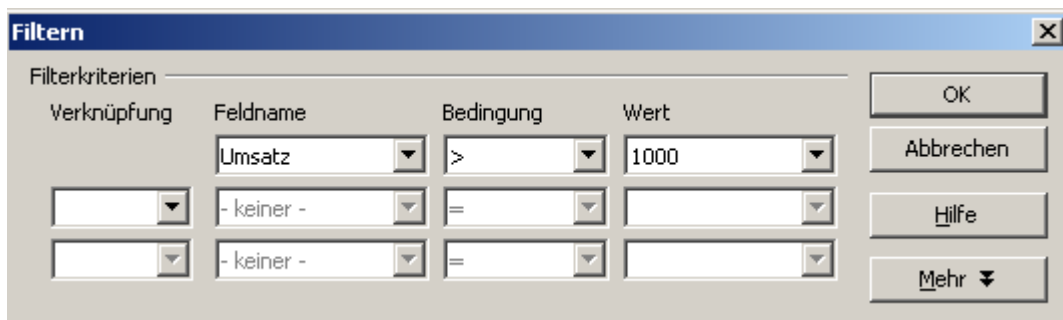 Filtern
Filterkriterien
Verknüpfung Feldname Bedingung Wert
Umsatz > 1000
- keiner - =
- keiner - =
OK
Abbrechen
Hilfe
Mehr